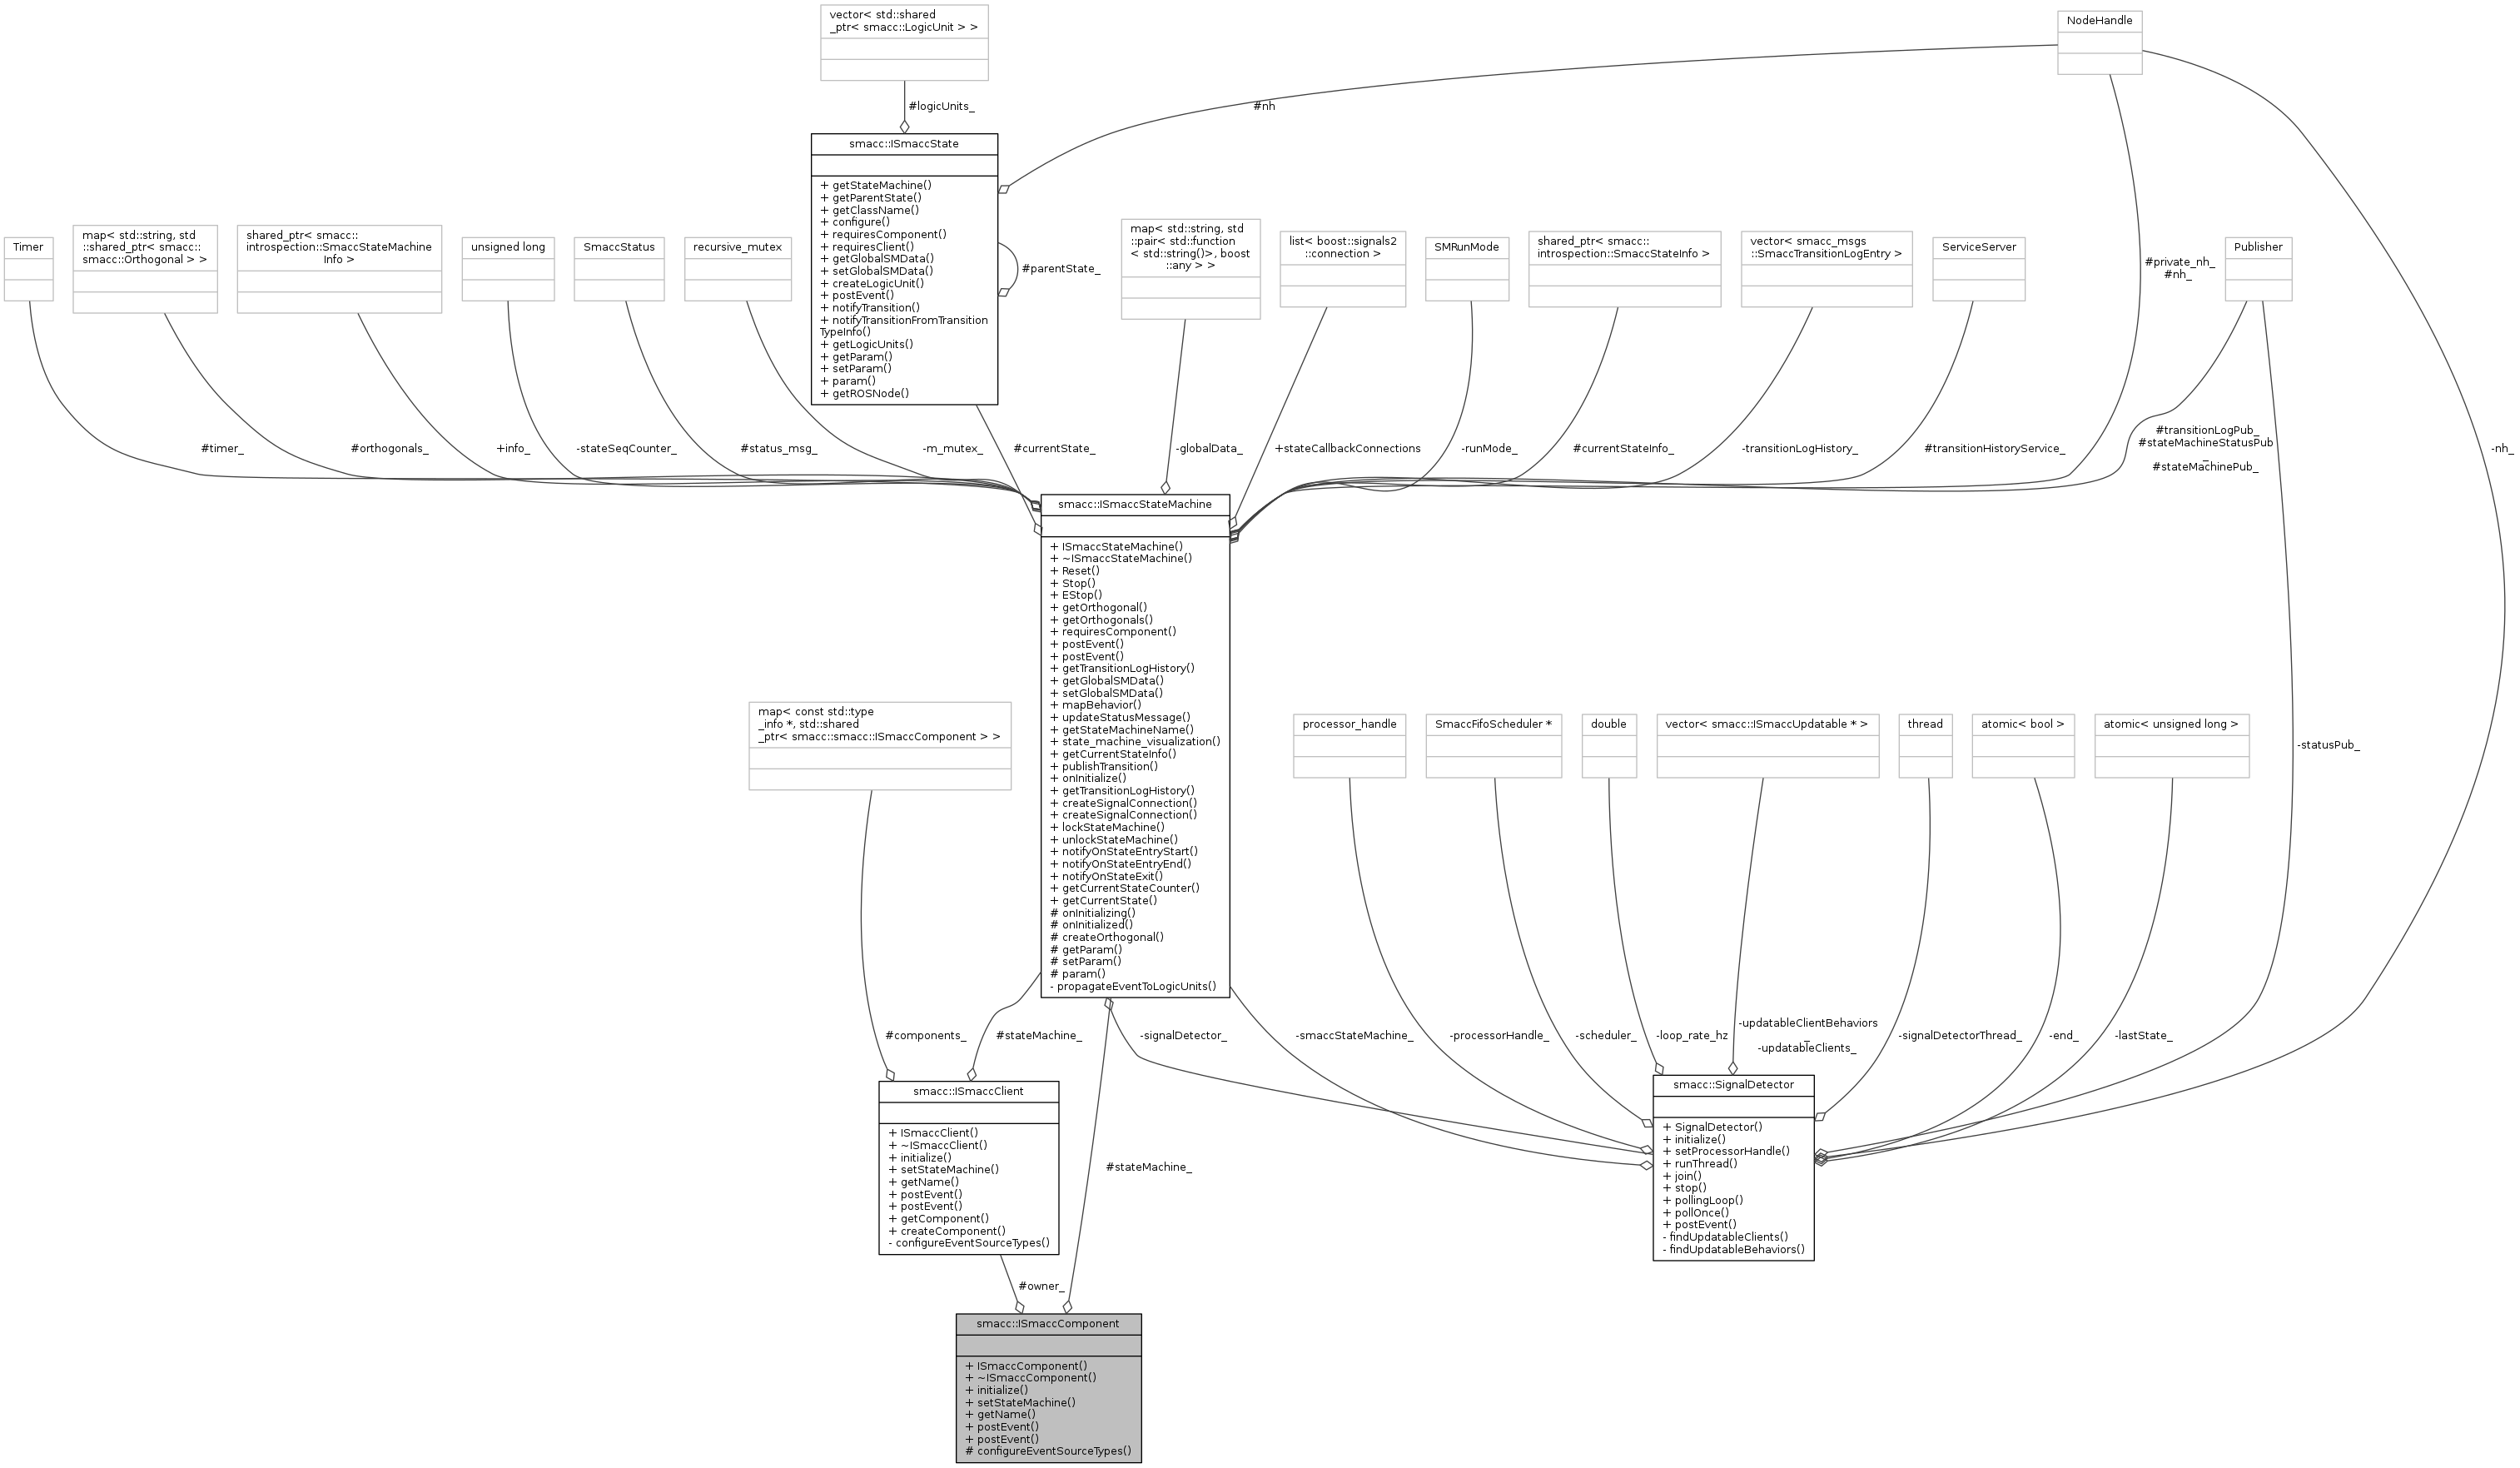 vector< std::shared
_ptr< smacc::LogicUnit > >
NodeHandle
#logicUnits_
#nh
smacc::ISmaccState
+ getStateMachine()
+ getParentState()
+ getClassName()
+ configure()
+ requiresComponent()
+ requiresClient()
+ getGlobalSMData()
+ setGlobalSMData()
+ createLogicUnit()
+ postEvent()
+ notifyTransition()
+ notifyTransitionFromTransition
TypeInfo()
+ getLogicUnits()
+ getParam()
+ setParam()
+ param()
+ getROSNode()
#parentState_
Timer
map< std::string, std
::shared_ptr< smacc::
smacc::Orthogonal > >
shared_ptr< smacc::
introspection::SmaccStateMachine
Info >
unsigned long
SmaccStatus
recursive_mutex
map< std::string, std
::pair< std::function
< std::string()>, boost
::any > >
list< boost::signals2
::connection >
SMRunMode
shared_ptr< smacc::
introspection::SmaccStateInfo >
vector< smacc_msgs
::SmaccTransitionLogEntry >
ServiceServer
#private_nh_
#nh_
Publisher
#timer_
#orthogonals_
+info_
-stateSeqCounter_
#status_msg_
-m_mutex_
#currentState_
-globalData_
+stateCallbackConnections
-runMode_
#currentStateInfo_
-transitionLogHistory_
#transitionHistoryService_
#transitionLogPub_
#stateMachineStatusPub
_
#stateMachinePub_
-nh_
smacc::ISmaccStateMachine
+ ISmaccStateMachine()
+ ~ISmaccStateMachine()
+ Reset()
+ Stop()
+ EStop()
+ getOrthogonal()
+ getOrthogonals()
+ requiresComponent()
+ postEvent()
+ postEvent()
+ getTransitionLogHistory()
+ getGlobalSMData()
+ setGlobalSMData()
+ mapBehavior()
+ updateStatusMessage()
+ getStateMachineName()
+ state_machine_visualization()
+ getCurrentStateInfo()
+ publishTransition()
+ onInitialize()
+ getTransitionLogHistory()
+ createSignalConnection()
+ createSignalConnection()
+ lockStateMachine()
+ unlockStateMachine()
+ notifyOnStateEntryStart()
+ notifyOnStateEntryEnd()
+ notifyOnStateExit()
+ getCurrentStateCounter()
+ getCurrentState()
# onInitializing()
# onInitialized()
# createOrthogonal()
# getParam()
# setParam()
# param()
- propagateEventToLogicUnits()
map< const std::type
_info *, std::shared
_ptr< smacc::smacc::ISmaccComponent > >
processor_handle
SmaccFifoScheduler *
double
vector< smacc::ISmaccUpdatable * >
thread
atomic< bool >
atomic< unsigned long >
-statusPub_
#components_
#stateMachine_
-signalDetector_
-smaccStateMachine_
-processorHandle_
-scheduler_
-loop_rate_hz
-updatableClientBehaviors
_
-updatableClients_
-signalDetectorThread_
-end_
-lastState_
smacc::ISmaccClient
+ ISmaccClient()
+ ~ISmaccClient()
+ initialize()
+ setStateMachine()
+ getName()
+ postEvent()
+ postEvent()
+ getComponent()
+ createComponent()
- configureEventSourceTypes()
#stateMachine_
smacc::SignalDetector
+ SignalDetector()
+ initialize()
+ setProcessorHandle()
+ runThread()
+ join()
+ stop()
+ pollingLoop()
+ pollOnce()
+ postEvent()
- findUpdatableClients()
- findUpdatableBehaviors()
#owner_
smacc::ISmaccComponent
+ ISmaccComponent()
+ ~ISmaccComponent()
+ initialize()
+ setStateMachine()
+ getName()
+ postEvent()
+ postEvent()
# configureEventSourceTypes()